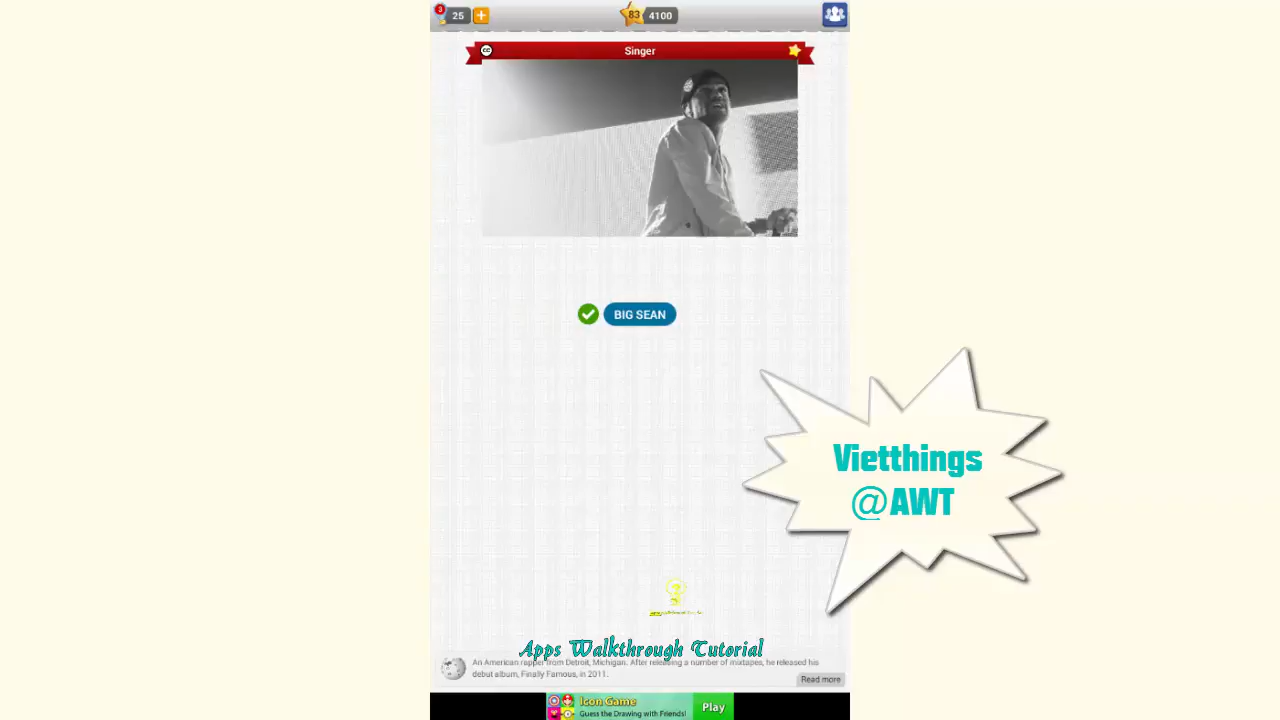 3
25
83
4100
cc
Singer
BIG SEAN
Vietthings
@AWT
Apps Walkthrough Tutorial
An American rapper from Detroit, Michigan. After releasing a number of mixtapes, he released his
debut album, Finally Famous, in 2011.
Read more
Icon Game
Guess the Drawing with Friends!
Play